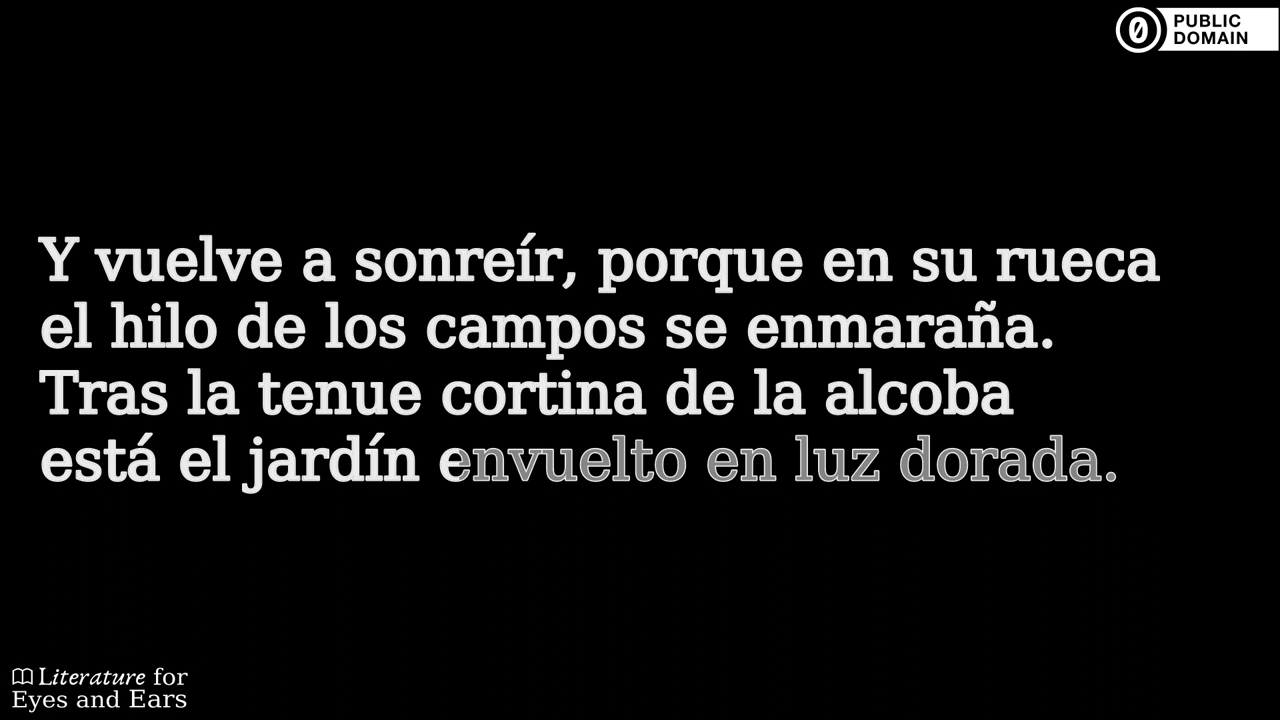 PUBLIC
DOMAIN
Y vuelve a sonreír, porque en su rueca
el hilo de los campos se enmaraña.
Tras la tenue cortina de la alcoba
está el jardín envuelto en luz dorada.
Literature for
Eyes and Ears